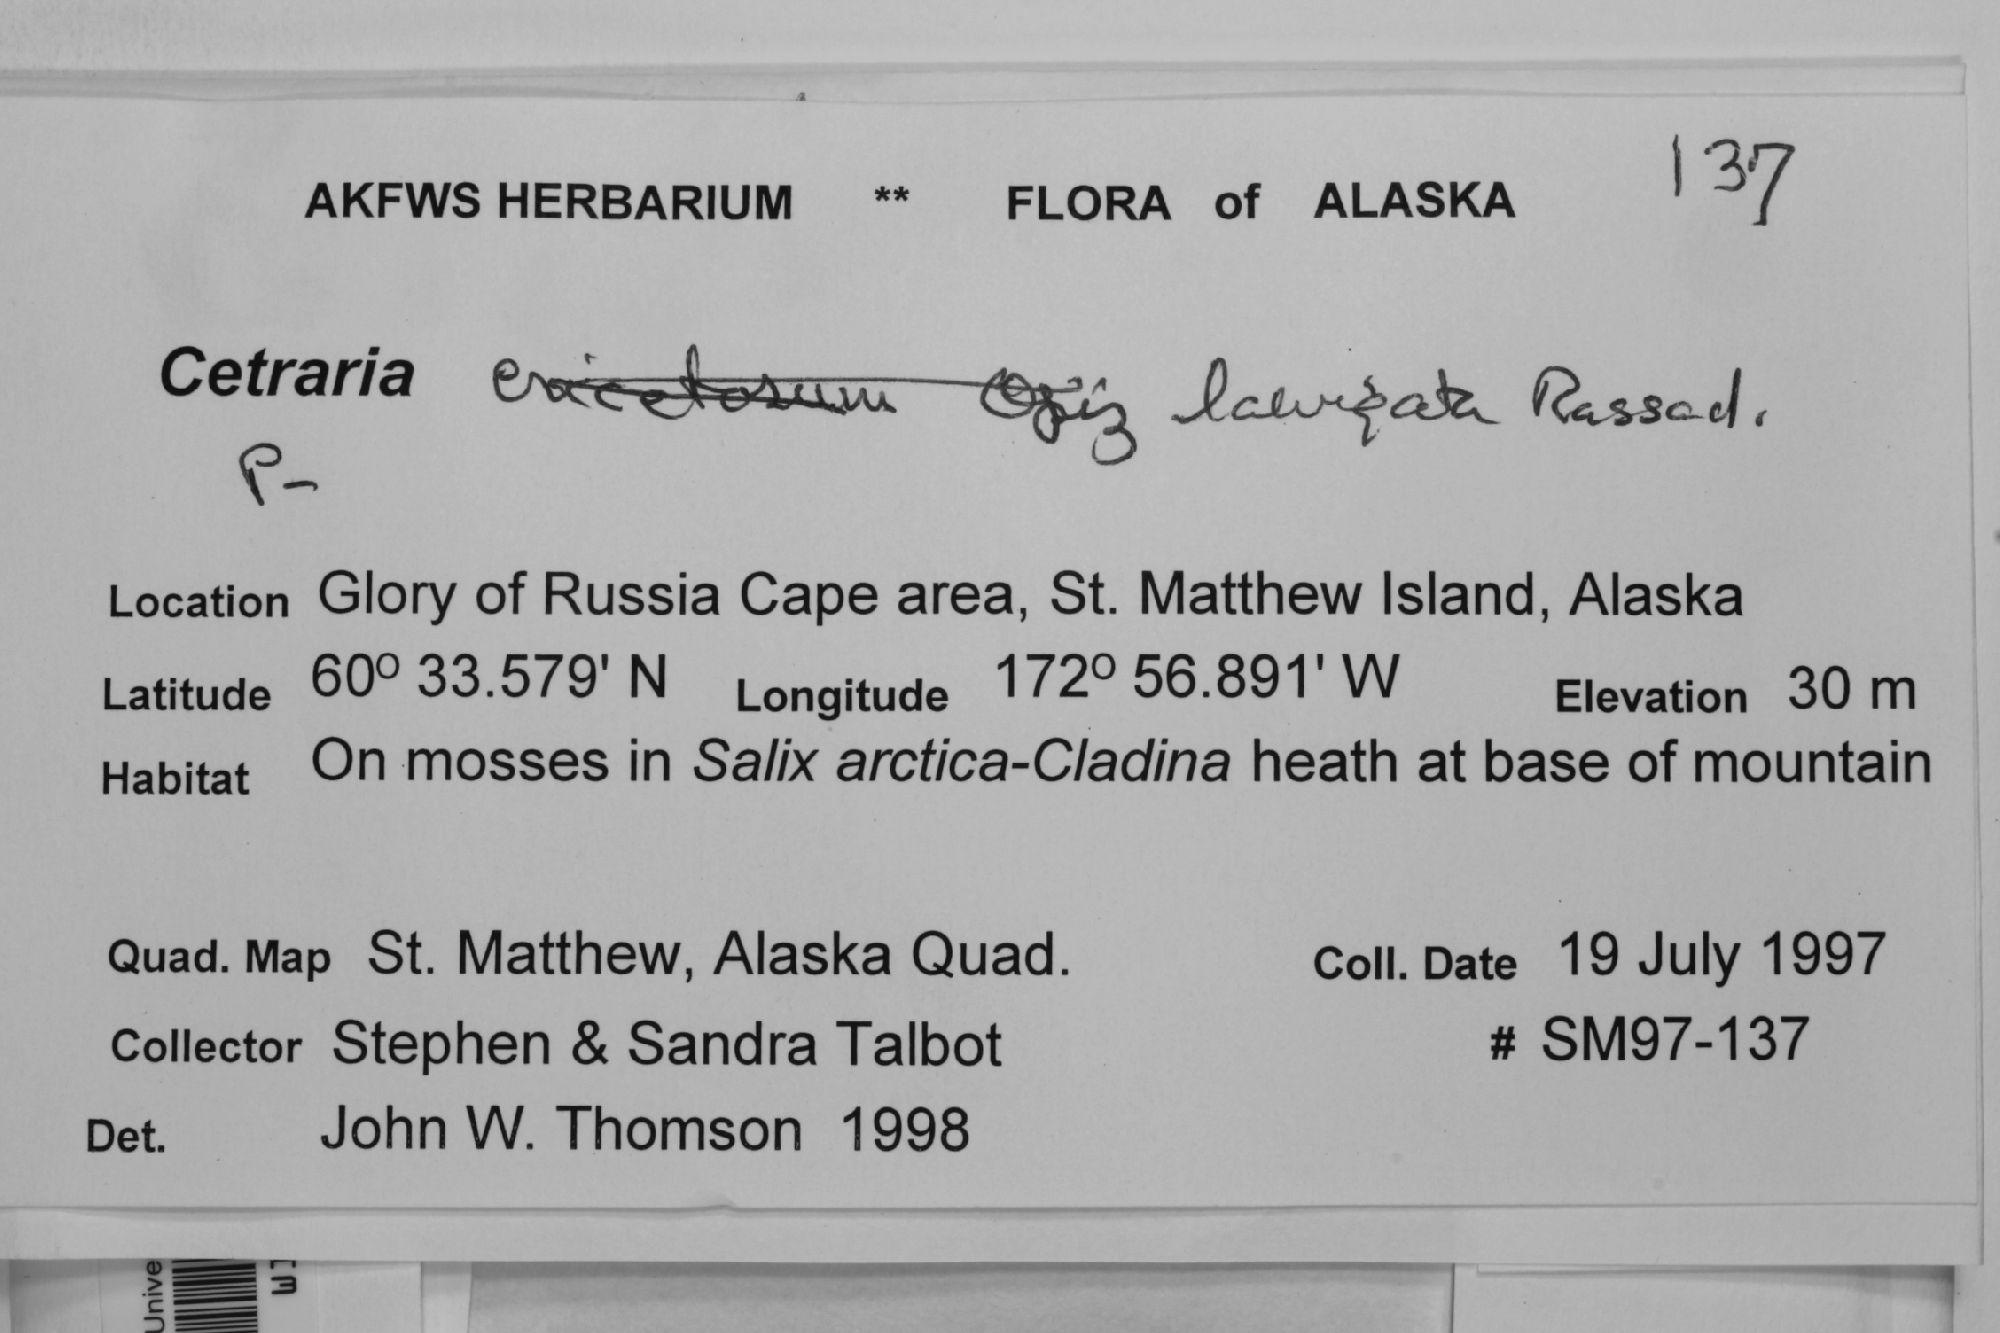 137
AKFWS HERBARIUM ** FLORA of ALASKA
Cetraria ericetorum Opiz laevigata Rassad.
P-
Location Glory of Russia Cape area, St. Matthew Island, Alaska
Latitude 60º 33.579' N Longitude 172º 56.891' W Elevation 30 m
Habitat On mosses in Salix arctica-Cladina heath at base of mountain
Quad. Map St. Matthew, Alaska Quad. Coll. Date 19 July 1997
Collector Stephen & Sandra Talbot # SM97-137
Det. John W. Thomson 1998
Unive
WI